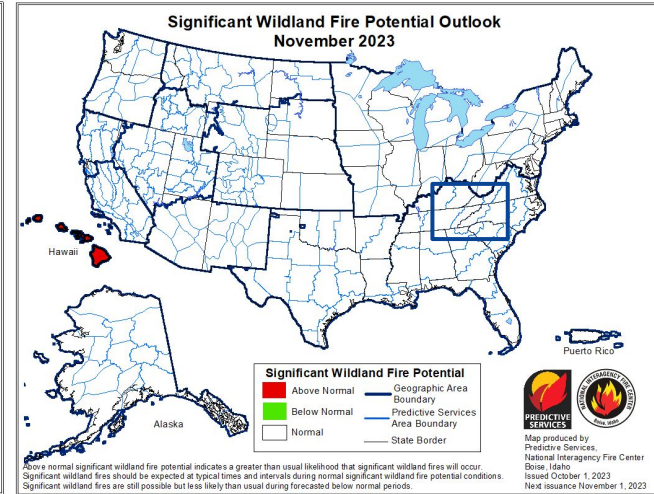 Significant Wildland Fire Potential Outlook
November 2023
Hawaii
Alaska
Puerto Rico
Significant Wildland Fire Potential
Above Normal
Below Normal
Normal
Geographic Area
Boundary
Predictive Services
Area Boundary
State Border
PREDICTIVE
SERVICES
NATIONAL INTERAGENCY FIRE CENTER
Boise, Idaho
Map produced by
Predictive Services,
National Interagency Fire Center
Boise, Idaho
Issued October 1, 2023
Next issuance November 1, 2023
Above normal significant wildland fire potential indicates a greater than usual likelihood that significant wildland fires will occur.
Significant wildland fires should be expected at typical times and intervals during normal significant wildland fire potential conditions.
Significant wildland fires are still possible but less likely than usual during forecasted below normal periods.